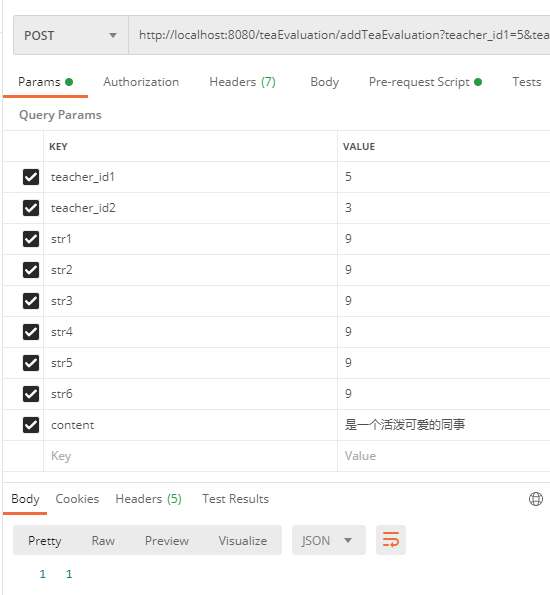 POST http://localhost:8080/teaEvaluation/addTeaEvaluation?teacher_id1=5&tea
Params Authorization Headers (7) Body Pre-request Script Tests
Query Params
KEY VALUE
teacher_id1 5
teacher_id2 3
str1 9
str2 9
str3 9
str4 9
str5 9
str6 9
content 是一个活泼可爱的同事
Key Value
Body Cookies Headers (5) Test Results
Pretty Raw Preview Visualize JSON
1 1